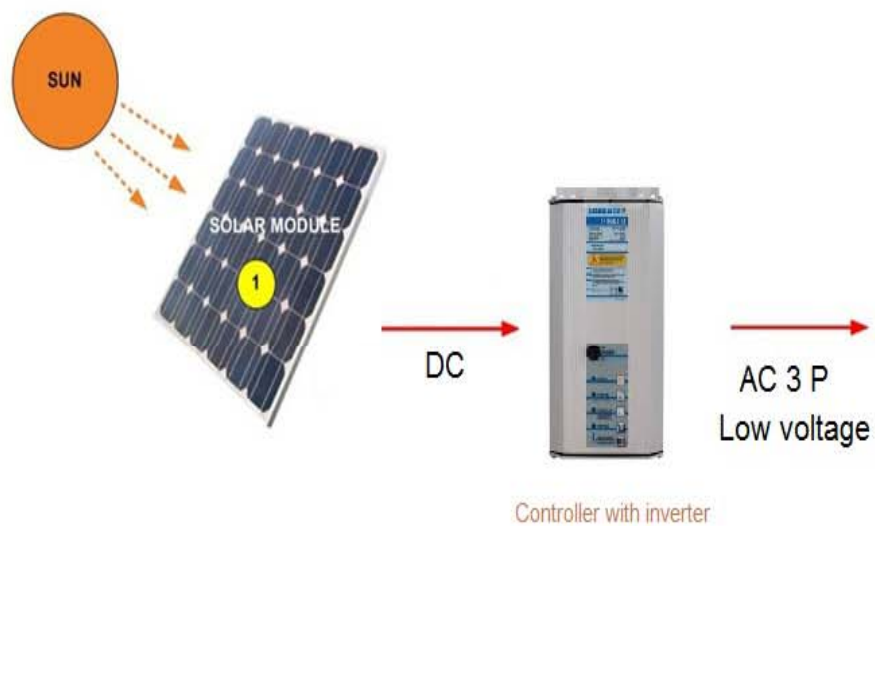 SUN
SOLAR MODULE
1
DC
AC 3 P
Low voltage
Controller with inverter